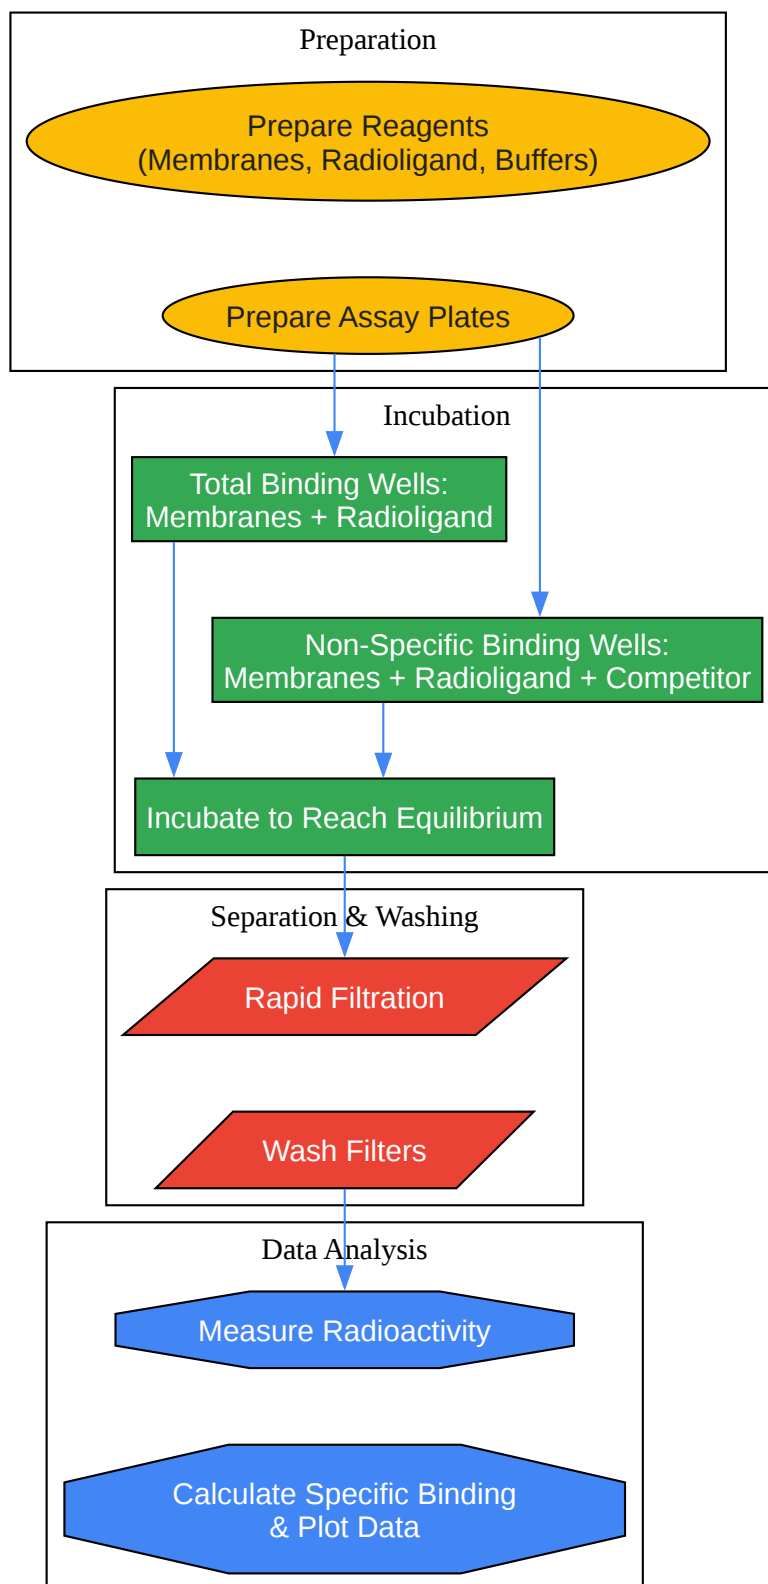 Preparation
Prepare Reagents
(Membranes, Radioligand, Buffers)
Prepare Assay Plates
Incubation
Total Binding Wells:
Membranes + Radioligand
Non-Specific Binding Wells:
Membranes + Radioligand + Competitor
Incubate to Reach Equilibrium
Separation & Washing
Rapid Filtration
Wash Filters
Data Analysis
Measure Radioactivity
Calculate Specific Binding
& Plot Data